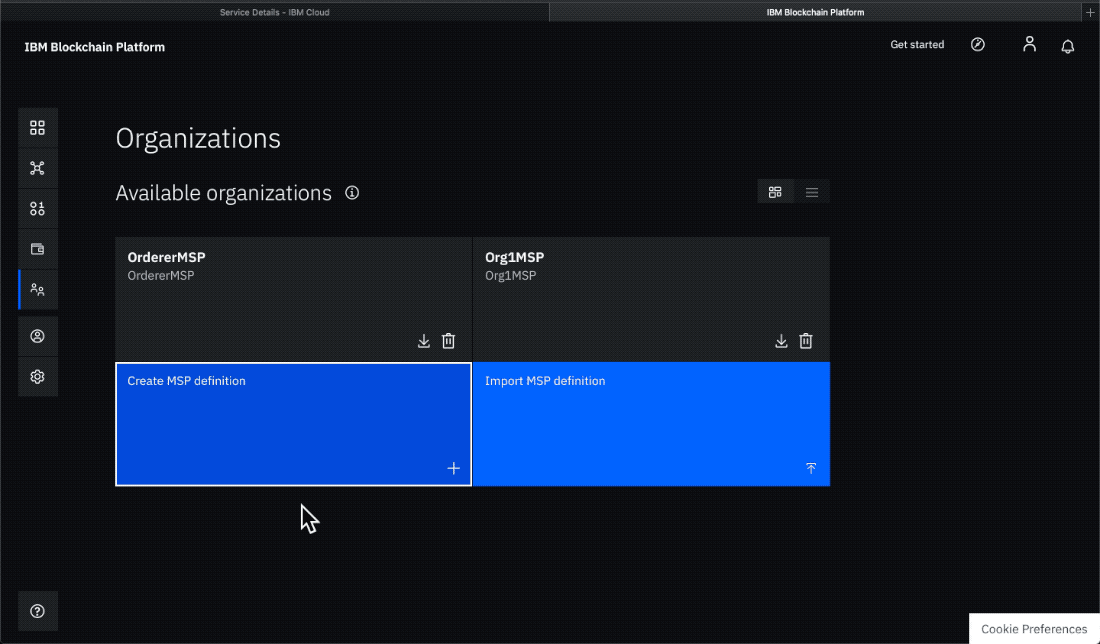 Service Details - IBM Cloud
IBM Blockchain Platform
IBM Blockchain Platform
Get started
Organizations
Available organizations
OrdererMSP
OrdererMSP
Org1MSP
Org1MSP
Create MSP definition
Import MSP definition
Cookie Preferences